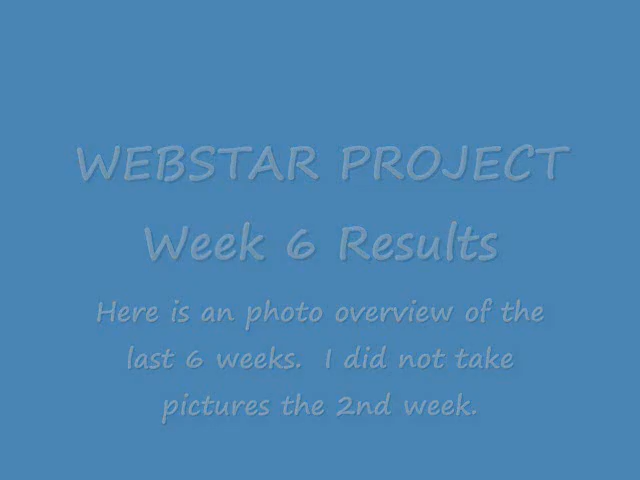 WEBSTAR PROJECT
Week 6 Results
Here is an photo overview of the
last 6 weeks. I did not take
pictures the 2nd week.